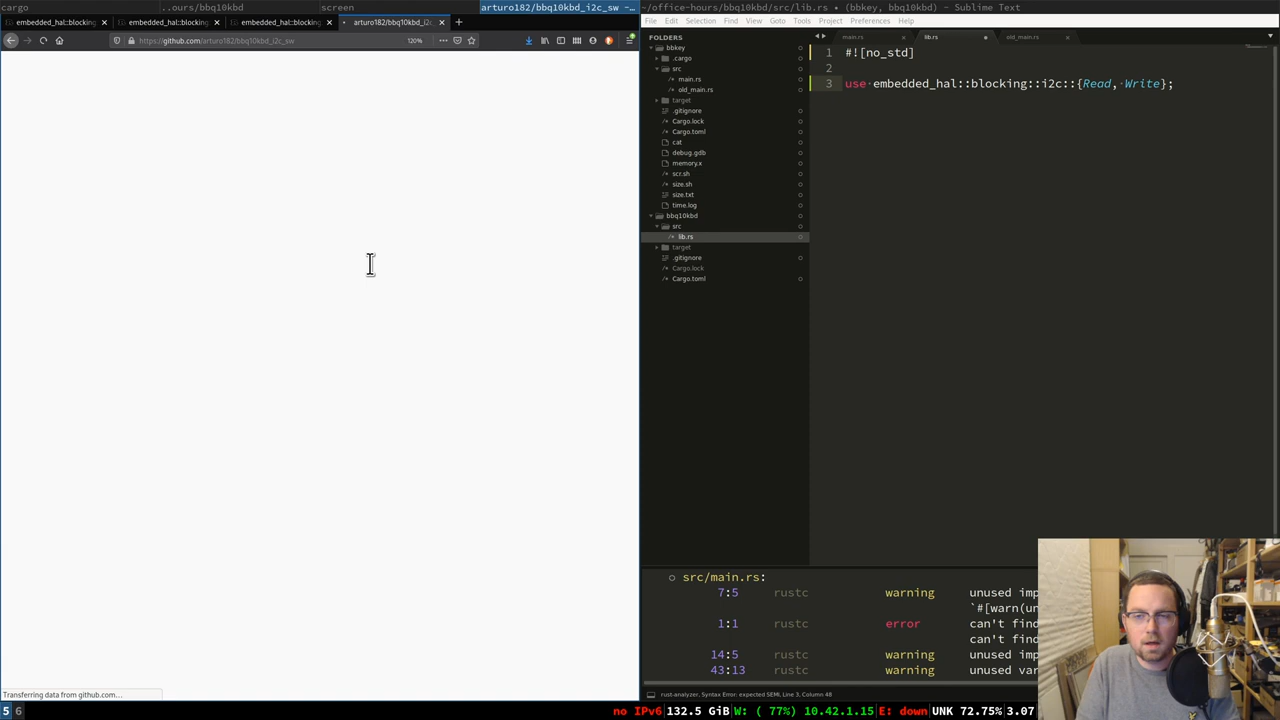 cargo
..ours/bbq10kbd
screen
arturo182/bbq10kbd_i2c_sw -...
~/office-hours/bbq10kbd/src/lib.rs • (bbkey, bbq10kbd) - Sublime Text
embedded_hal::blocking
embedded_hal::blocking
embedded_hal::blocking
arturo182/bbq10kbd_i2c
File Edit Selection Find View Goto Tools Project Preferences Help
https://github.com/arturo182/bbq10kbd_i2c_sw
120%
FOLDERS
bbkey
.cargo
src
main.rs
old_main.rs
target
.gitignore
Cargo.lock
Cargo.toml
cat
debug.gdb
memory.x
scr.sh
size.sh
size.txt
time.log
bbq10kbd
src
lib.rs
target
.gitignore
Cargo.lock
Cargo.toml
main.rs
lib.rs
old_main.rs
1 #![no_std]
2
3 use embedded_hal::blocking::i2c::{Read, Write};
src/main.rs:
7:5 rustc warning unused imp
`#[warn(un
1:1 rustc error can't find
can't find
14:5 rustc warning unused imp
43:13 rustc warning unused var
Transferring data from github.com...
rust-analyzer, Syntax Error: expected SEMI, Line 3, Column 48
5 6
no IPv6 132.5 GiB W: ( 77%) 10.42.1.15 E: down UNK 72.75% 3.07